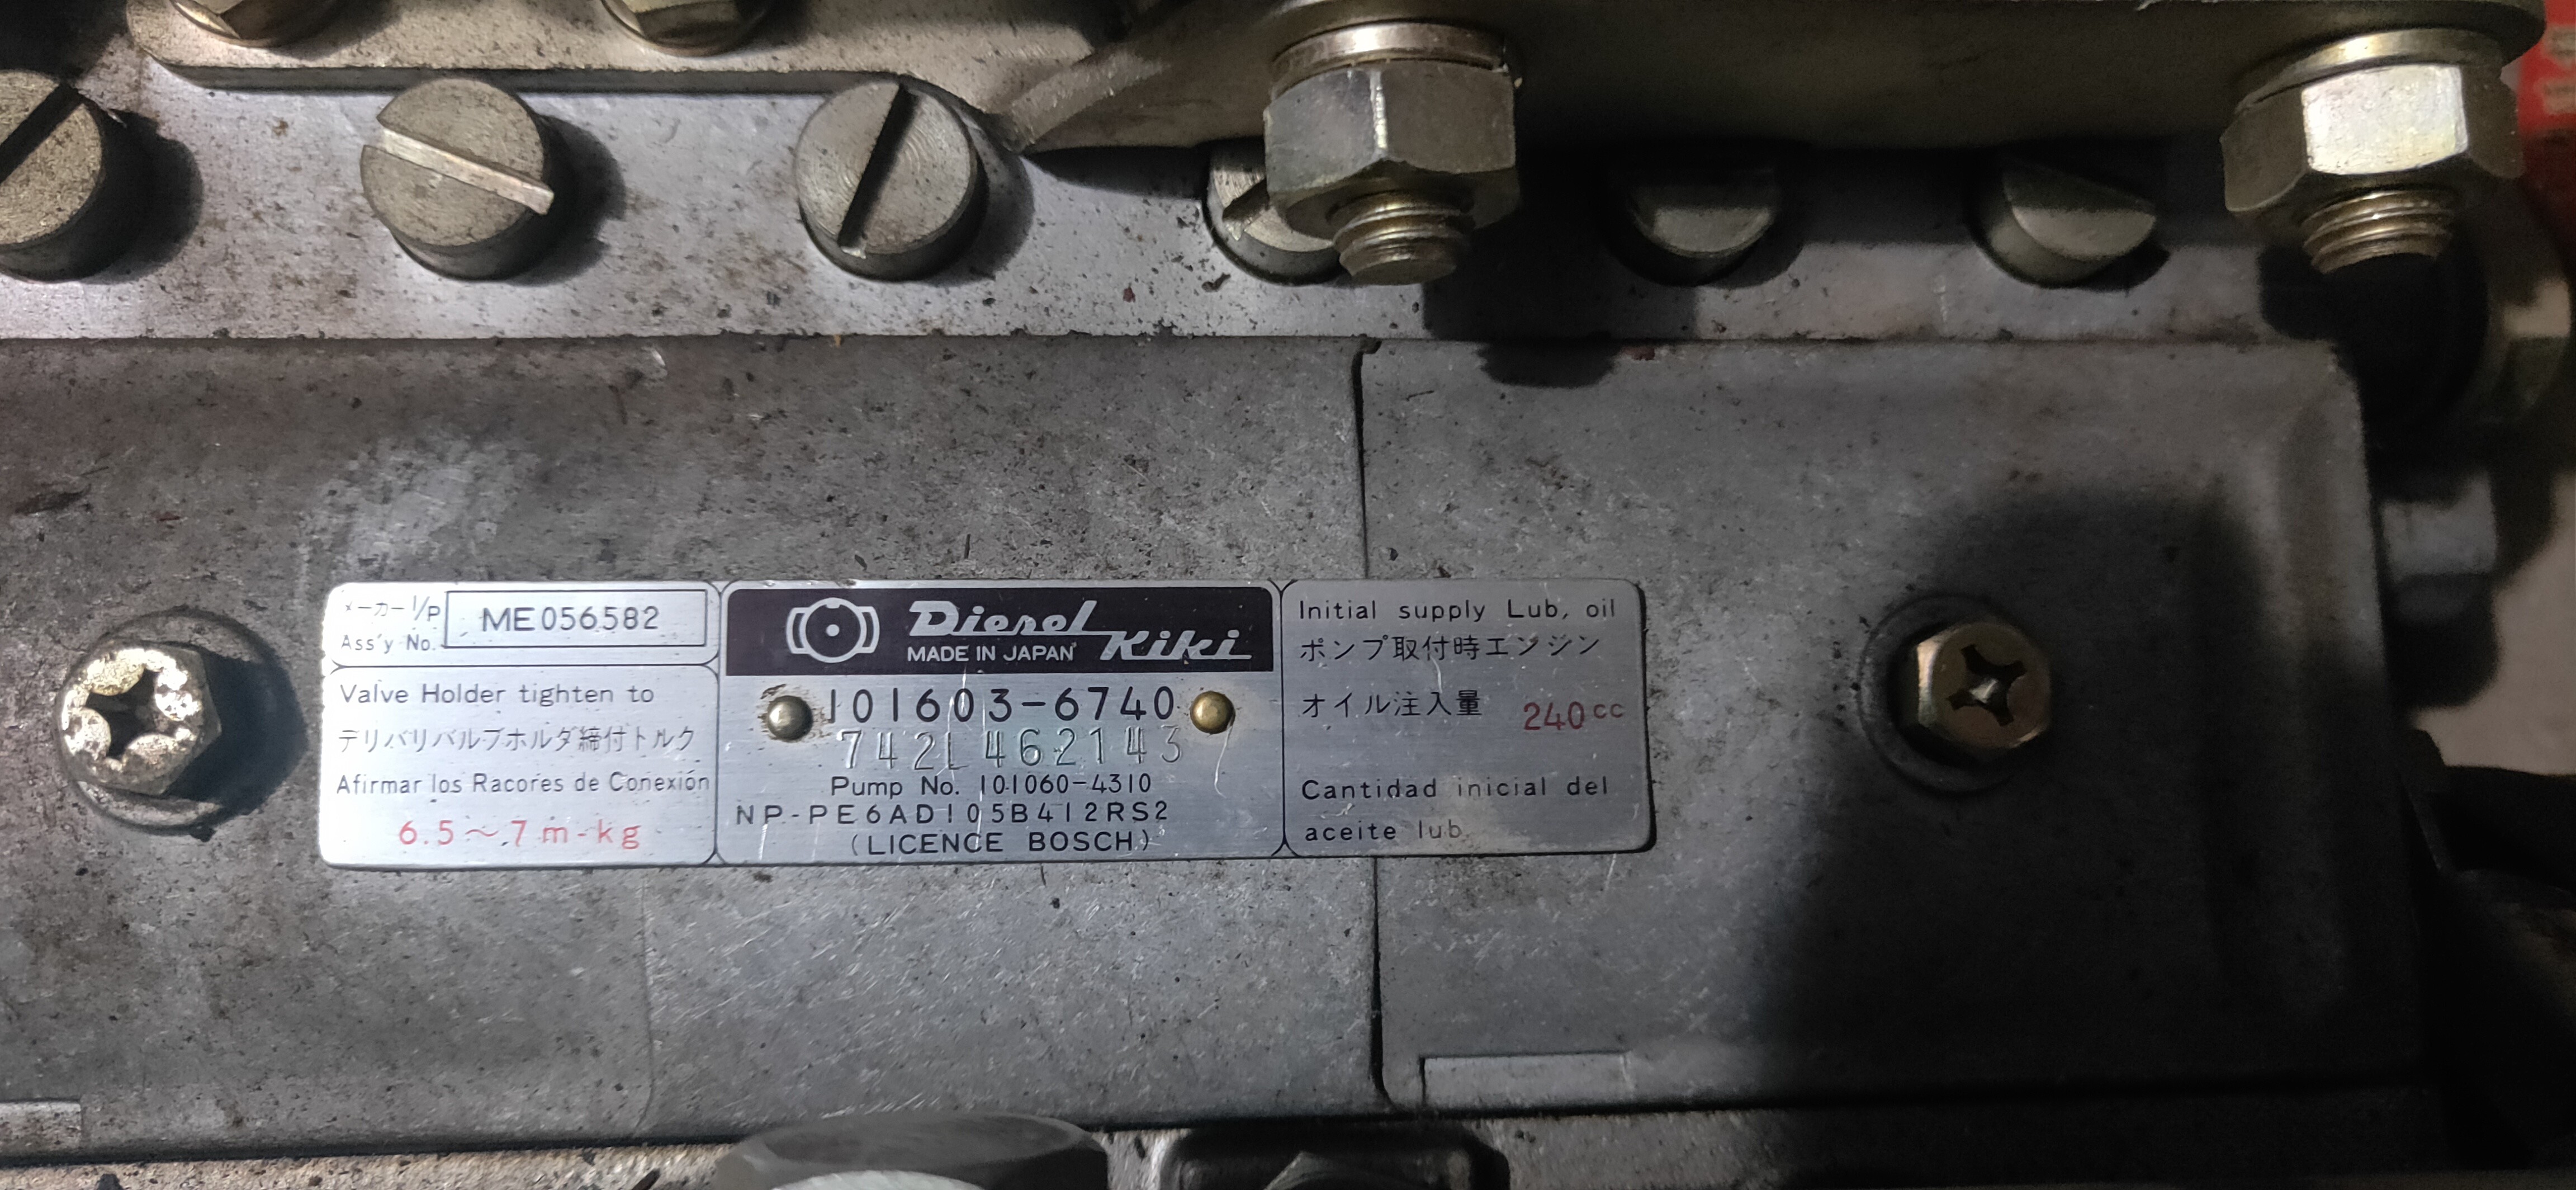 メーカー I/P
Ass'y No. ME056582
Valve Holder tighten to
デリバリバルブホルダ締付トルク
Afirmar los Racores de Conexión
6.5～7m-kg
Diesel Kiki
MADE IN JAPAN
101603-6740
742L462143
Pump No. 101060-4310
NP-PE6AD105B412RS2
(LICENCE BOSCH)
Initial supply Lub, oil
ポンプ取付時エンジン
オイル注入量 240cc
Cantidad inicial del
aceite lub.